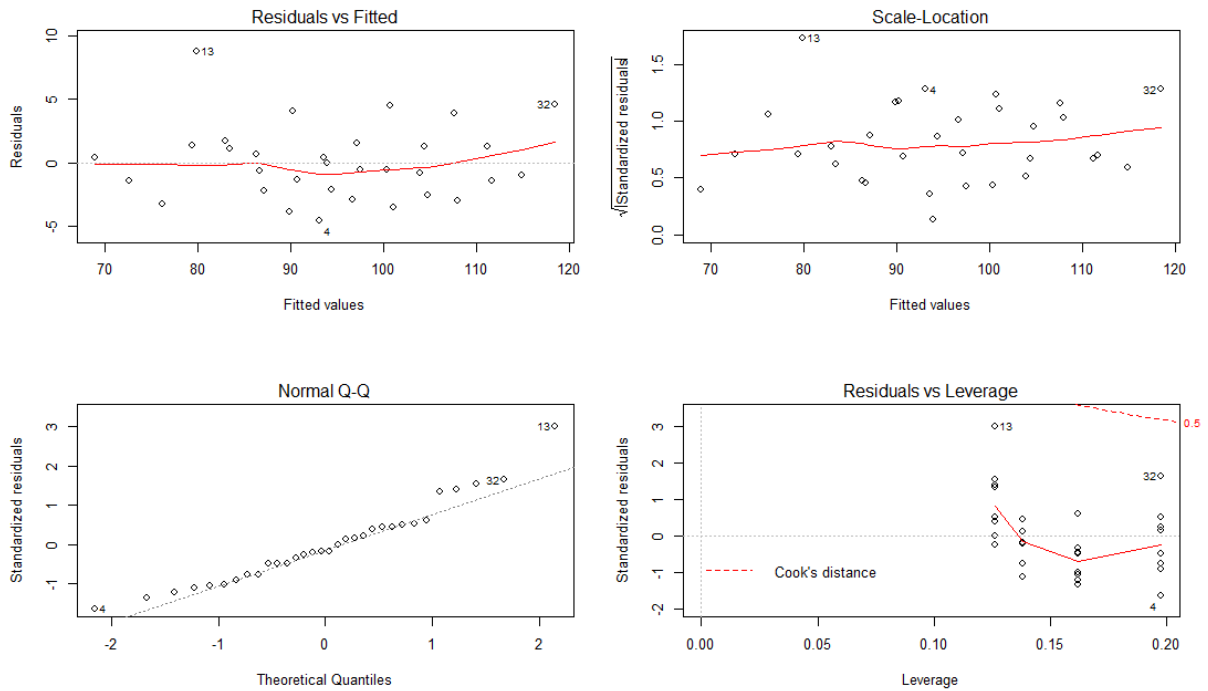 Residuals vs Fitted
Residuals
10
5
0
-5
13
32
4
70 80 90 100 110 120
Fitted values
Scale-Location
√|Standardized residuals|
1.5
1.0
0.5
0.0
13
4
32
70 80 90 100 110 120
Fitted values
Normal Q-Q
Standardized residuals
3
2
1
0
-1
13
32
4
-2 -1 0 1 2
Theoretical Quantiles
Residuals vs Leverage
Standardized residuals
3
2
1
0
-1
-2
13
0.5
32
Cook's distance
4
0.00 0.05 0.10 0.15 0.20
Leverage